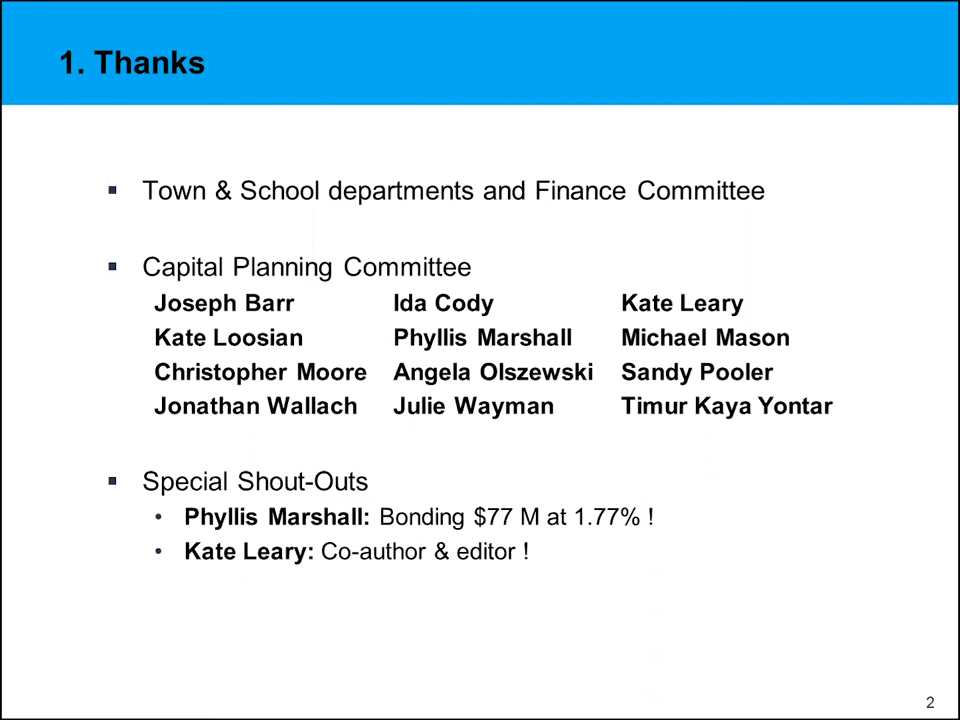 1. Thanks
▪ Town & School departments and Finance Committee
▪ Capital Planning Committee
Joseph Barr Ida Cody Kate Leary
Kate Loosian Phyllis Marshall Michael Mason
Christopher Moore Angela Olszewski Sandy Pooler
Jonathan Wallach Julie Wayman Timur Kaya Yontar
▪ Special Shout-Outs
• Phyllis Marshall: Bonding $77 M at 1.77% !
• Kate Leary: Co-author & editor !
2